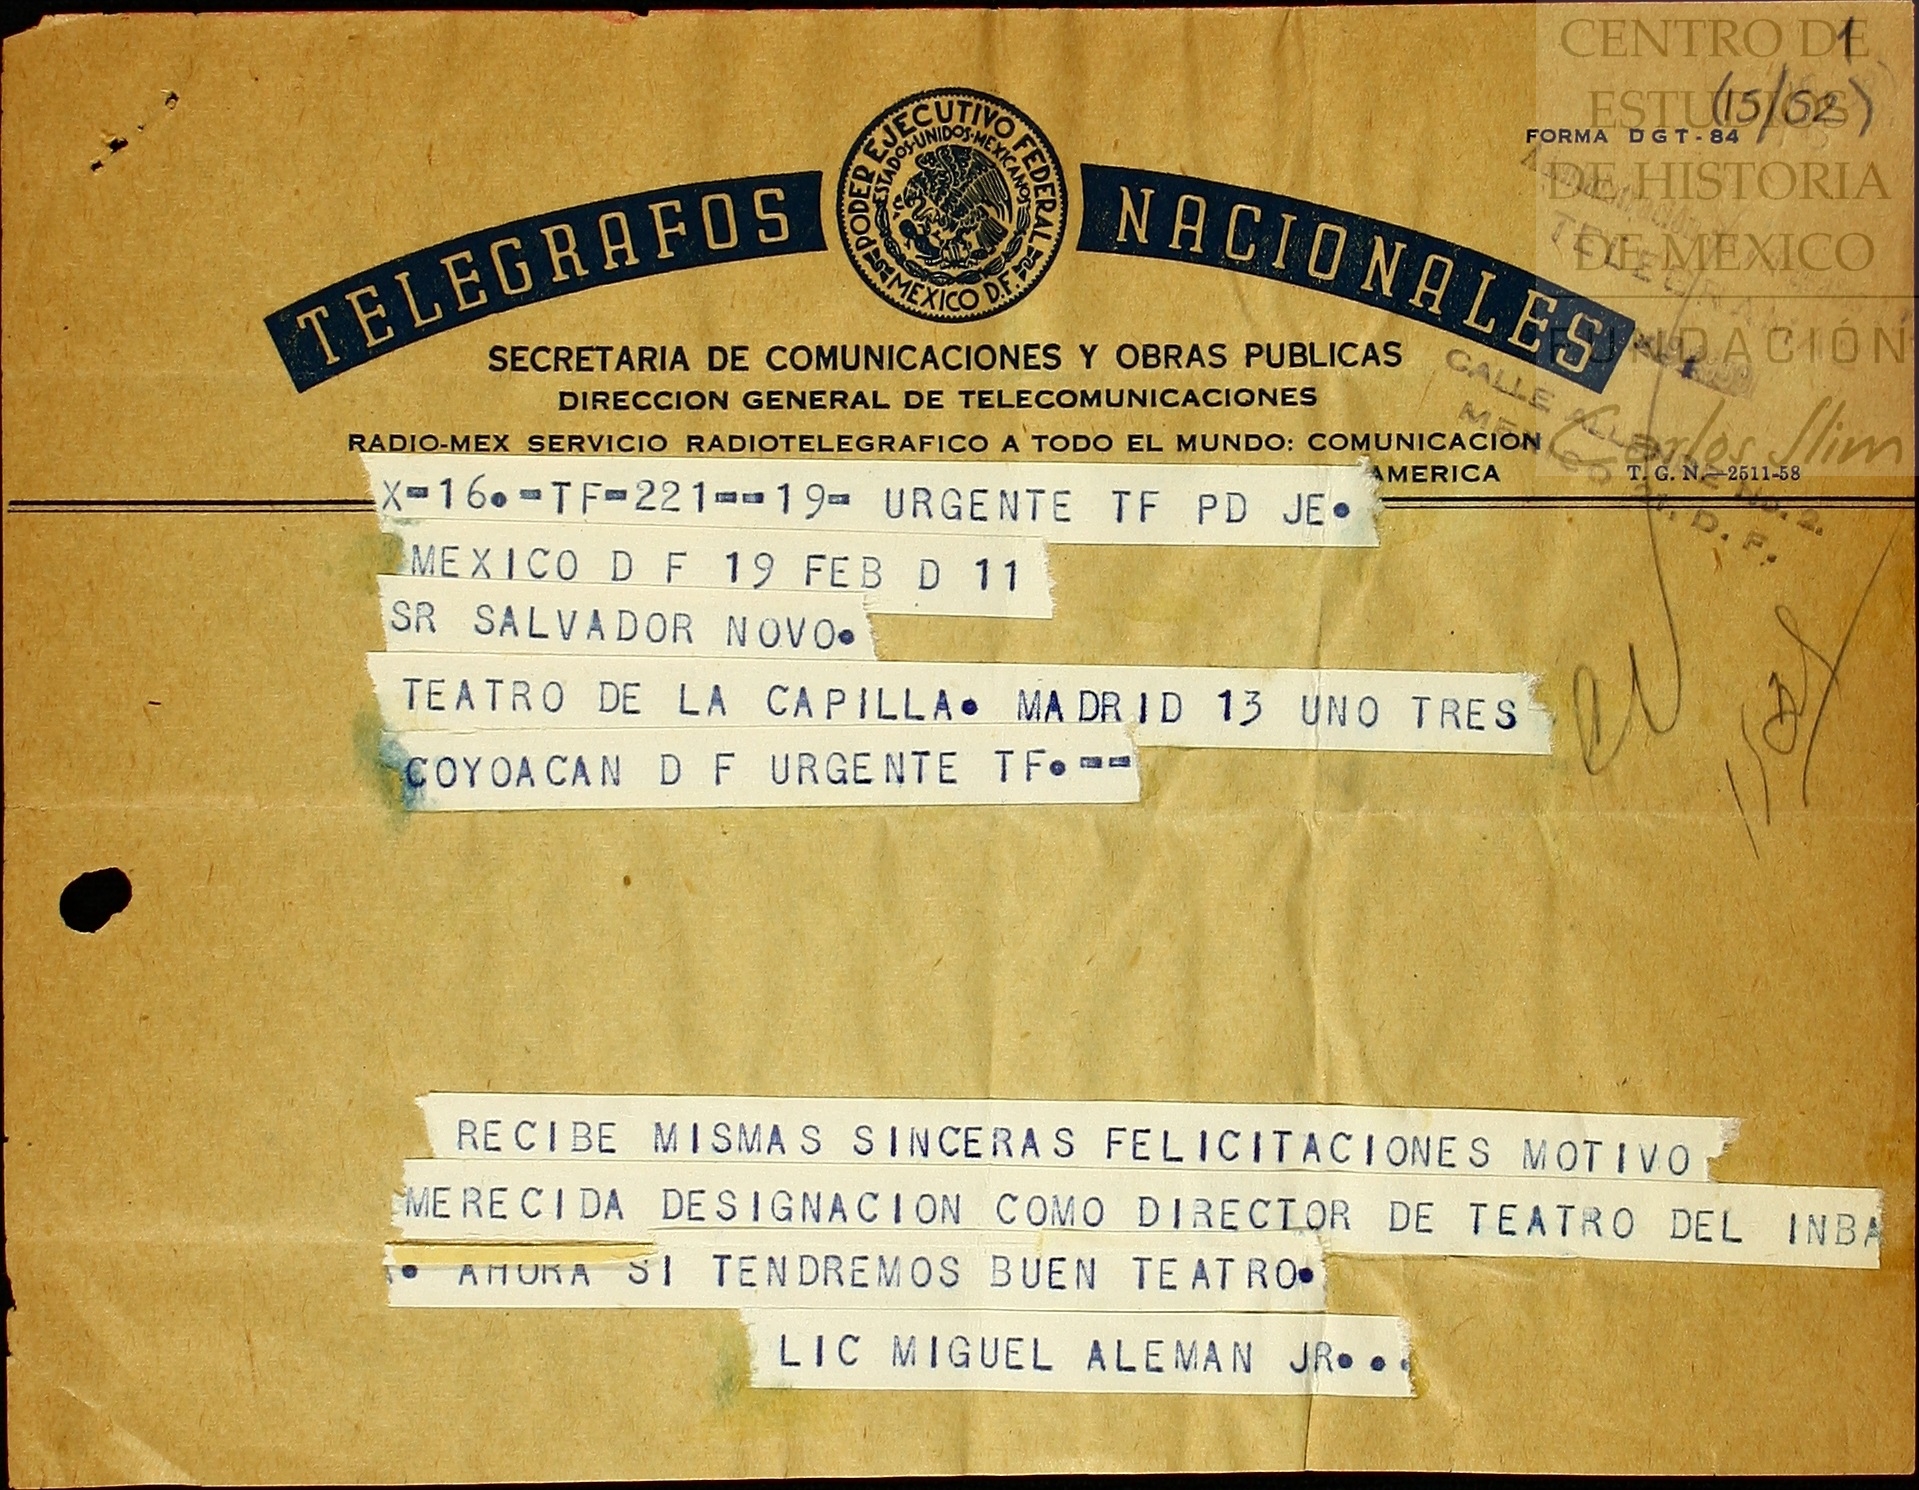 CENTRO DE
ESTUDIOS
DE HISTORIA
DE MEXICO
FUNDACIÓN
Carlos Slim
1
(15/52)
FORMA DGT-84
TELEGRAFOS NACIONALES
PODER EJECUTIVO FEDERAL
ESTADOS·UNIDOS·MEXICANOS
MEXICO D.F.
SECRETARIA DE COMUNICACIONES Y OBRAS PUBLICAS
DIRECCION GENERAL DE TELECOMUNICACIONES
RADIO-MEX SERVICIO RADIOTELEGRAFICO A TODO EL MUNDO: COMUNICACION
AMERICA
T. G. N.—2511-58
CALLE
MEXICO D. F.
X-16.-TF-221--19- URGENTE TF PD JE.
MEXICO D F 19 FEB D 11
SR SALVADOR NOVO.
TEATRO DE LA CAPILLA. MADRID 13 UNO TRES
COYOACAN D F URGENTE TF.--
RECIBE MISMAS SINCERAS FELICITACIONES MOTIVO
MERECIDA DESIGNACION COMO DIRECTOR DE TEATRO DEL INBA
. AHORA SI TENDREMOS BUEN TEATRO.
LIC MIGUEL ALEMAN JR...